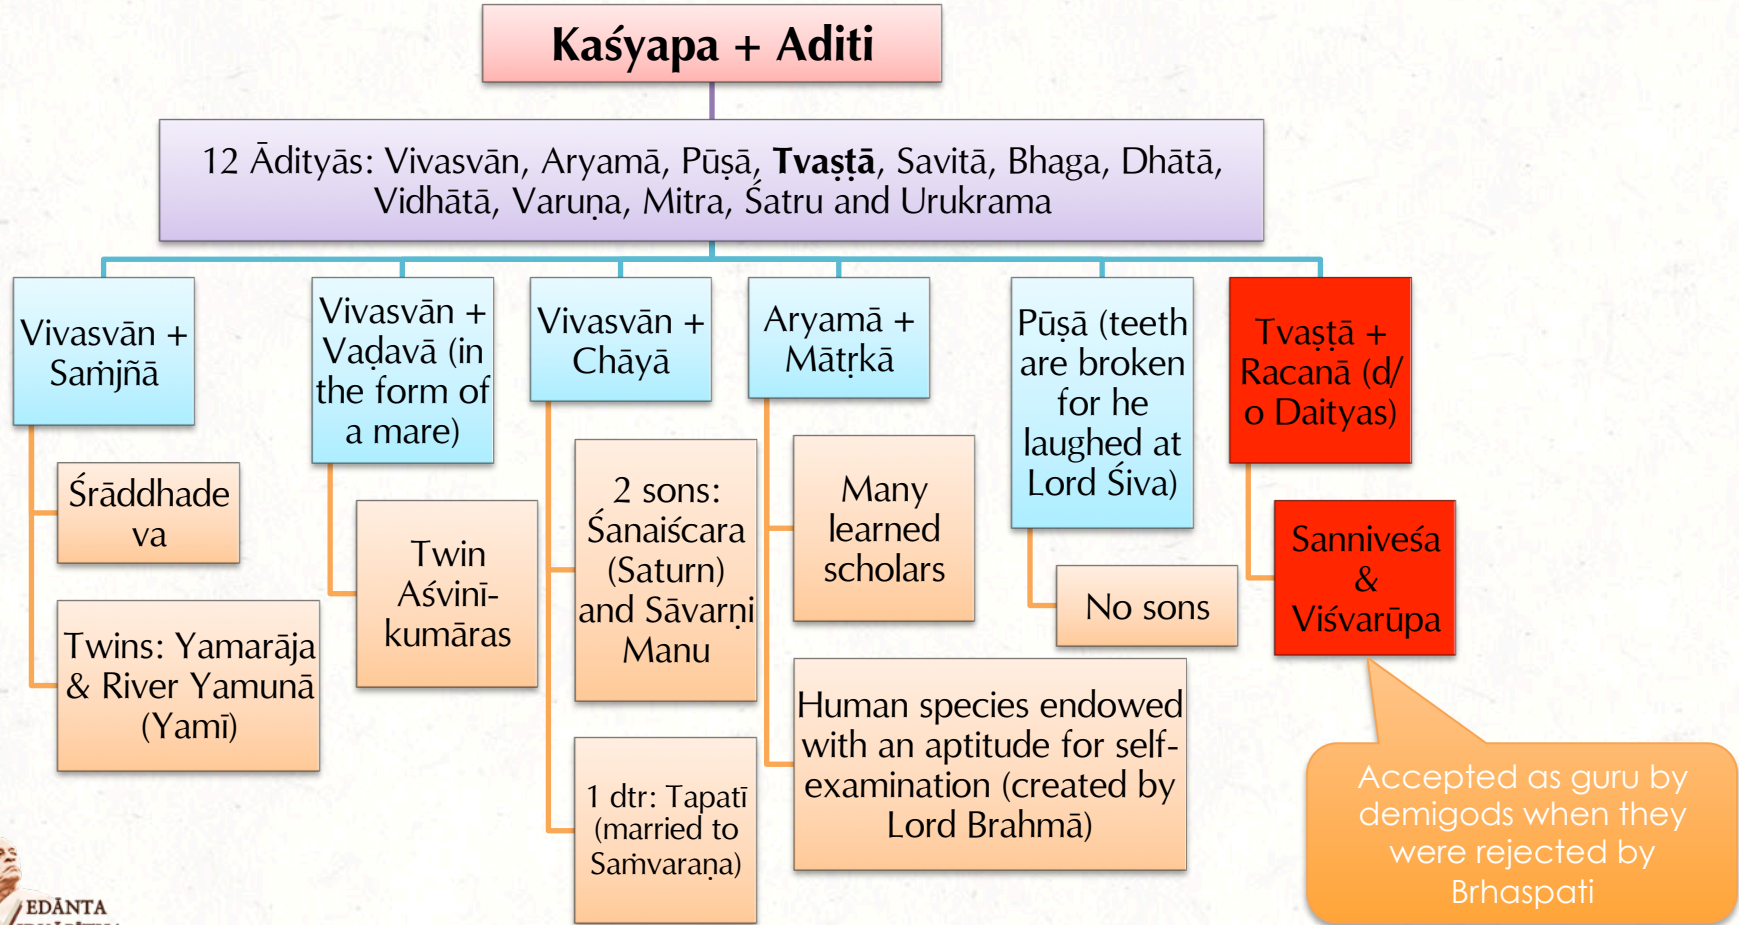 Kaśyapa + Aditi
12 Ādityās: Vivasvān, Aryamā, Pūṣā, Tvaṣṭā, Savitā, Bhaga, Dhātā,
Vidhātā, Varuṇa, Mitra, Śatru and Urukrama
Vivasvān +
Saṁjñā
Śrāddhade
va
Twins: Yamarāja
& River Yamunā
(Yamī)
Vivasvān +
Vaḍavā (in
the form of
a mare)
Twin
Aśvinī-
kumāras
Vivasvān +
Chāyā
2 sons:
Śanaiścara
(Saturn)
and Sāvarṇi
Manu
1 dtr: Tapatī
(married to
Saṁvaraṇa)
Aryamā +
Mātṛkā
Many
learned
scholars
Human species endowed
with an aptitude for self-
examination (created by
Lord Brahmā)
Pūṣā (teeth
are broken
for he
laughed at
Lord Śiva)
No sons
Tvaṣṭā +
Racanā (d/
o Daityas)
Sanniveśa
&
Viśvarūpa
Accepted as guru by
demigods when they
were rejected by
Brhaspati
EDĀNTA